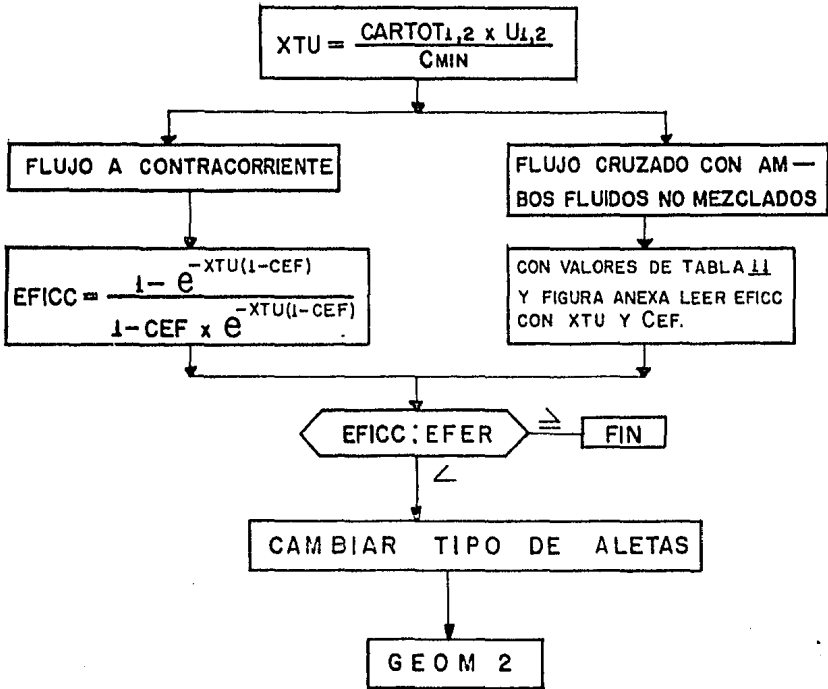 XTU = CARTOT1,2 x U1,2
CMIN
FLUJO A CONTRACORRIENTE
FLUJO CRUZADO CON AM—
BOS FLUIDOS NO MEZCLADOS
EFICC = 1 - e^-XTU(1-CEF)
1-CEF x e^-XTU(1-CEF)
CON VALORES DE TABLA 11
Y FIGURA ANEXA LEER EFICC
CON XTU Y CEF.
EFICC : EFER
≥
FIN
<
CAMBIAR TIPO DE ALETAS
GEOM 2